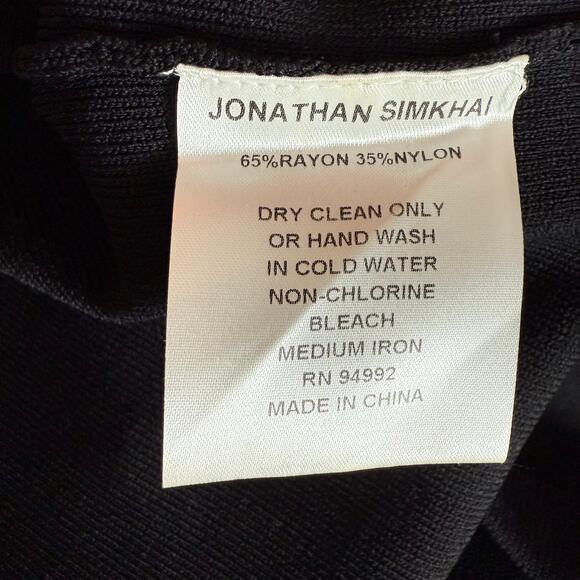 JONATHAN SIMKHAI
65%RAYON 35%NYLON
DRY CLEAN ONLY
OR HAND WASH
IN COLD WATER
NON-CHLORINE
BLEACH
MEDIUM IRON
RN 94992
MADE IN CHINA